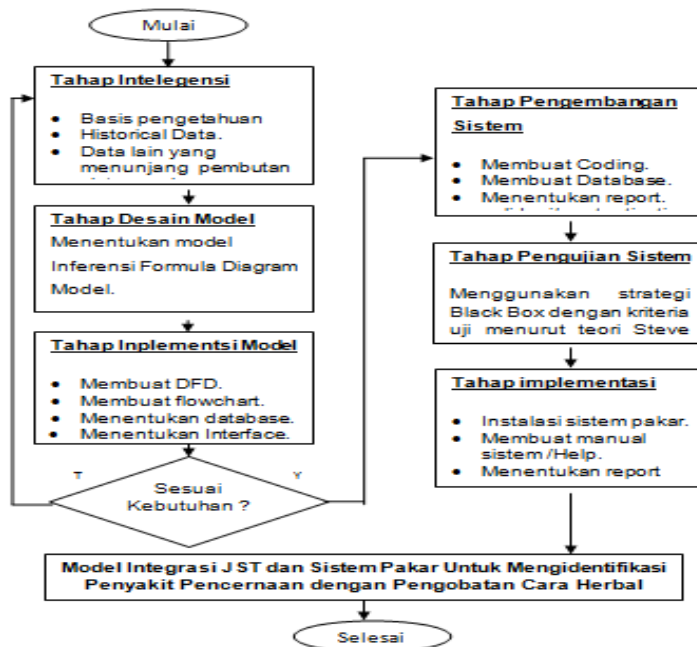 Mulai
Tahap Intelegensi
• Basis pengetahuan
• Historical Data.
• Data lain yang
menunjang pembutan
Tahap Desain Model
Menentukan model
Inferensi Formula Diagram
Model.
Tahap Inplementsi Model
• Membuat DFD.
• Membuat flowchart.
• Menentukan database.
• Menentukan Interface.
T
Y
Sesuai
Kebutuhan ?
Tahap Pengembangan
Sistem
• Membuat Coding.
• Membuat Database.
• Menentukan report.
Tahap Pengujian Sistem
Menggunakan strategi
Black Box dengan kriteria
uji menurut teori Steve
Tahap implementasi
• Instalasi sistem pakar.
• Membuat manual
sistem /Help.
• Menentukan report
Model Integrasi JST dan Sistem Pakar Untuk Mengidentifikasi
Penyakit Pencernaan dengan Pengobatan Cara Herbal
Selesai